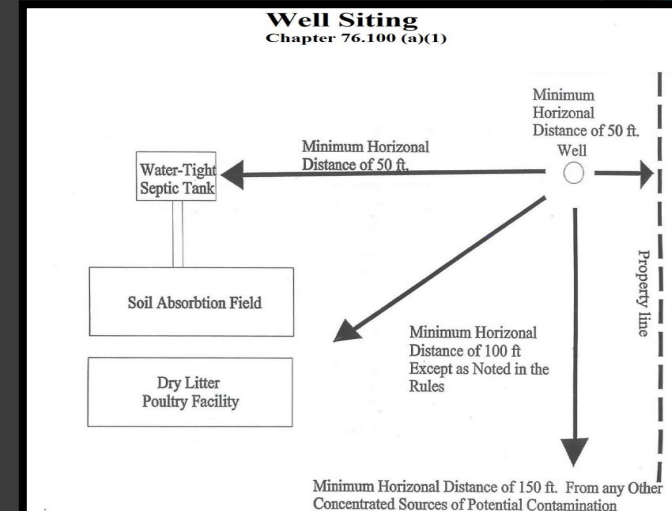 Well Siting
Chapter 76.100 (a)(1)
Minimum
Horizonal
Distance of 50 ft.
Well
Minimum Horizonal
Distance of 50 ft.
Water-Tight
Septic Tank
Property line
Soil Absorbtion Field
Minimum Horizonal
Distance of 100 ft
Except as Noted in the
Rules
Dry Litter
Poultry Facility
Minimum Horizonal Distance of 150 ft. From any Other
Concentrated Sources of Potential Contamination